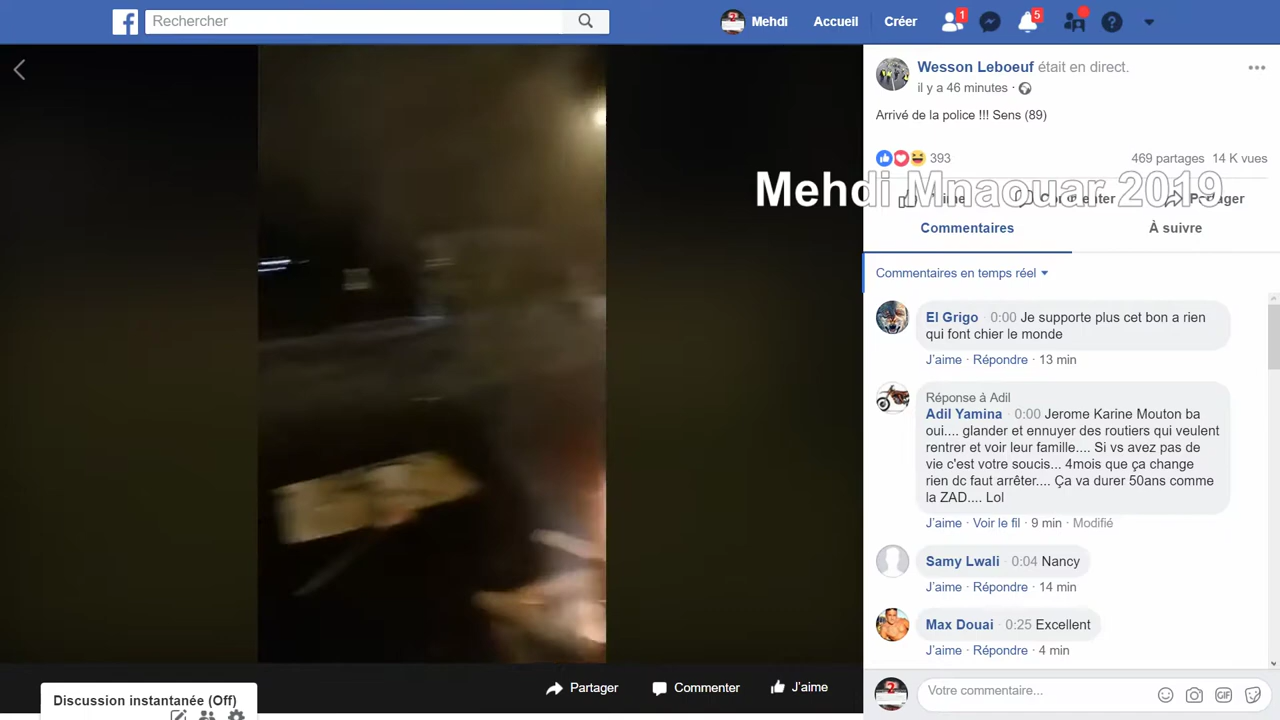 Rechercher
Mehdi
Accueil
Créer
1
5
Wesson Leboeuf était en direct.
il y a 46 minutes
Arrivé de la police !!! Sens (89)
393
469 partages 14 K vues
Mehdi Mnaouar 2019
J'aime
Commenter
Partager
Commentaires
À suivre
Commentaires en temps réel
El Grigo · 0:00 Je supporte plus cet bon a rien
qui font chier le monde
J'aime · Répondre · 13 min
Réponse à Adil
Adil Yamina · 0:00 Jerome Karine Mouton ba
oui.... glander et ennuyer des routiers qui veulent
rentrer et voir leur famille.... Si vs avez pas de
vie c'est votre soucis... 4mois que ça change
rien dc faut arrêter.... Ça va durer 50ans comme
la ZAD.... Lol
J'aime · Voir le fil · 9 min · Modifié
Samy Lwali · 0:04 Nancy
J'aime · Répondre · 14 min
Max Douai · 0:25 Excellent
J'aime · Répondre · 4 min
Partager
Commenter
J'aime
Votre commentaire...
GIF
Discussion instantanée (Off)